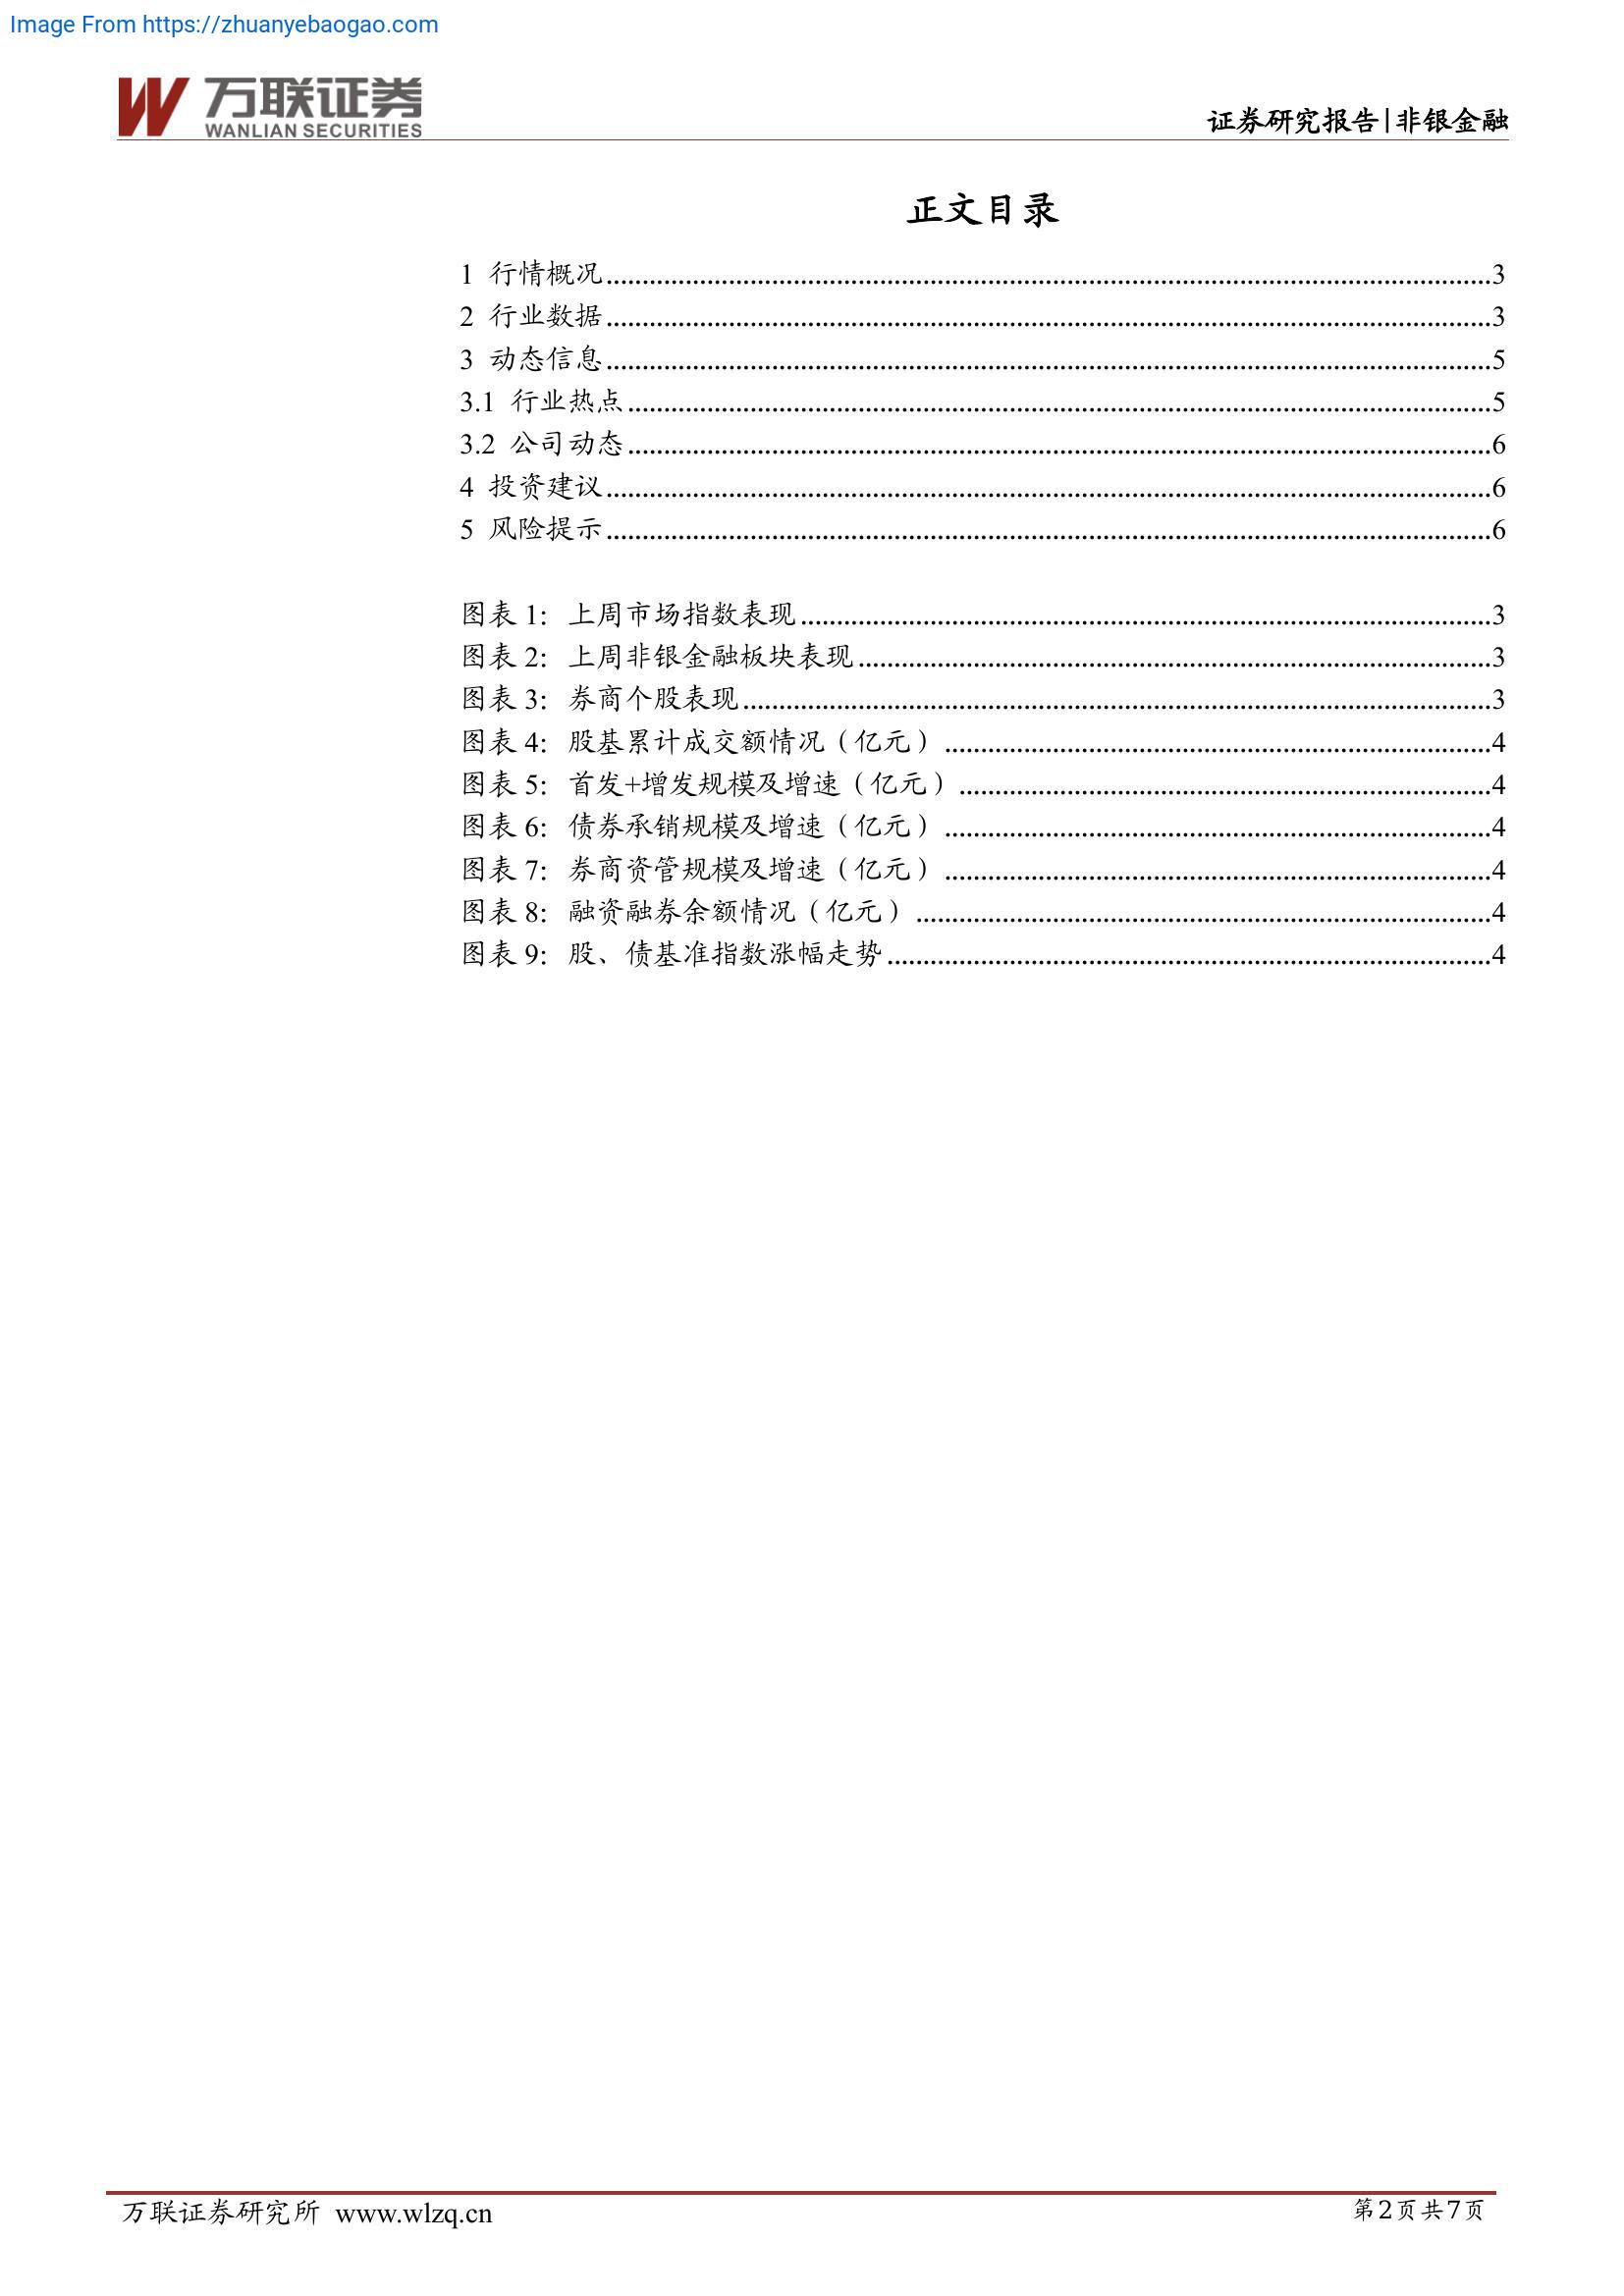 Image From https://zhuanyebaogao.com
万联证券
WANLIAN SECURITIES
证券研究报告|非银金融
正文目录
1 行情概况..........3
2 行业数据..........3
3 动态信息..........5
3.1 行业热点..........5
3.2 公司动态..........6
4 投资建议..........6
5 风险提示..........6
图表 1: 上周市场指数表现..........3
图表 2: 上周非银金融板块表现..........3
图表 3: 券商个股表现..........3
图表 4: 股基累计成交额情况（亿元）..........4
图表 5: 首发+增发规模及增速（亿元）..........4
图表 6: 债券承销规模及增速（亿元）..........4
图表 7: 券商资管规模及增速（亿元）..........4
图表 8: 融资融券余额情况（亿元）..........4
图表 9: 股、债基准指数涨幅走势..........4
万联证券研究所 www.wlzq.cn
第2页共7页